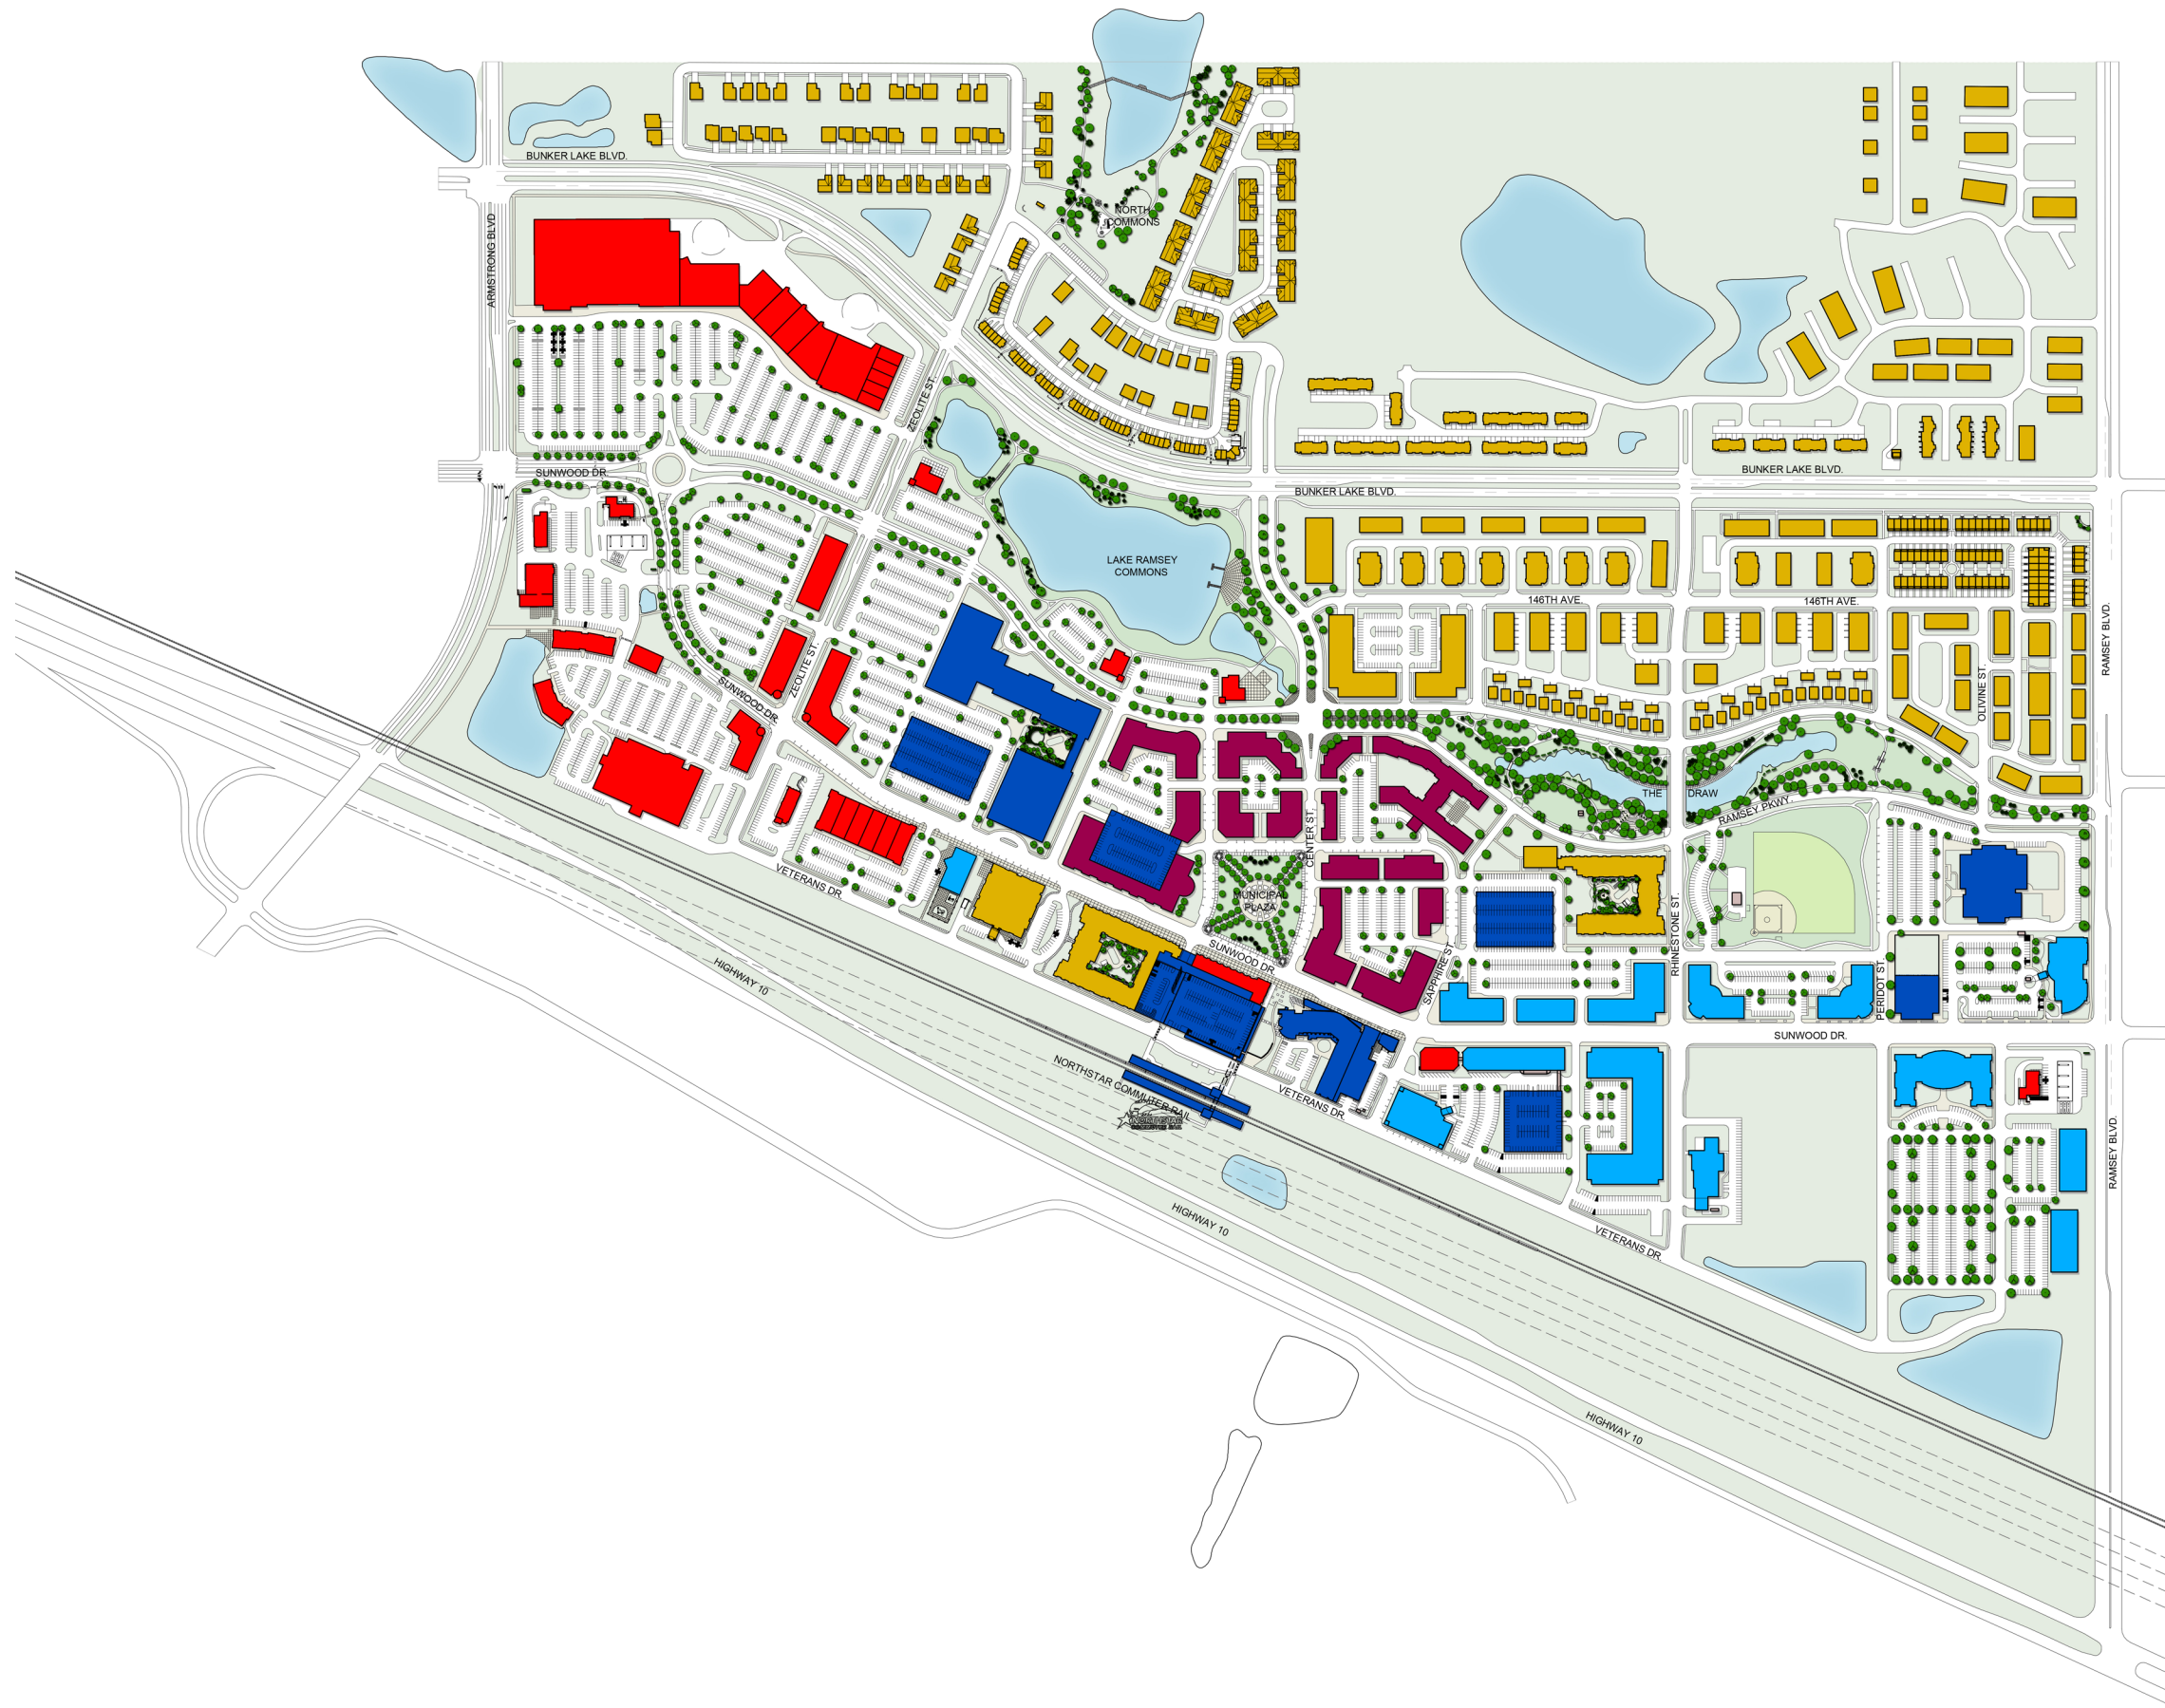 BUNKER LAKE BLVD.
NORTH
COMMONS
ARMSTRONG BLVD
ZEOLITE ST.
SUNWOOD DR.
BUNKER LAKE BLVD.
BUNKER LAKE BLVD.
LAKE RAMSEY
COMMONS
146TH AVE.
146TH AVE.
RAMSEY BLVD.
ZEOLITE ST.
SUNWOOD DR.
OLIVINE ST.
THE DRAW
RAMSEY PKWY.
CENTER ST.
VETERANS DR.
MUNICIPAL
PLAZA
RHINESTONE ST.
SUNWOOD DR.
SAPPHIRE ST.
PERIDOT ST.
HIGHWAY 10
SUNWOOD DR.
NORTHSTAR COMMUTER RAIL
VETERANS DR.
NORTHSTAR
COMMUTER RAIL
RAMSEY BLVD.
HIGHWAY 10
VETERANS DR.
HIGHWAY 10